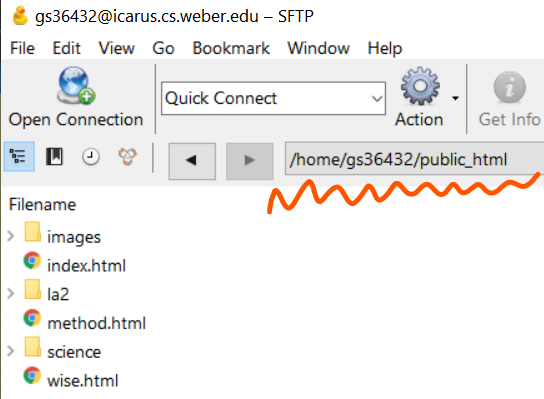 gs36432@icarus.cs.weber.edu – SFTP
File Edit View Go Bookmark Window Help
Open Connection
Quick Connect
Action
Get Info
/home/gs36432/public_html
Filename
images
index.html
la2
method.html
science
wise.html